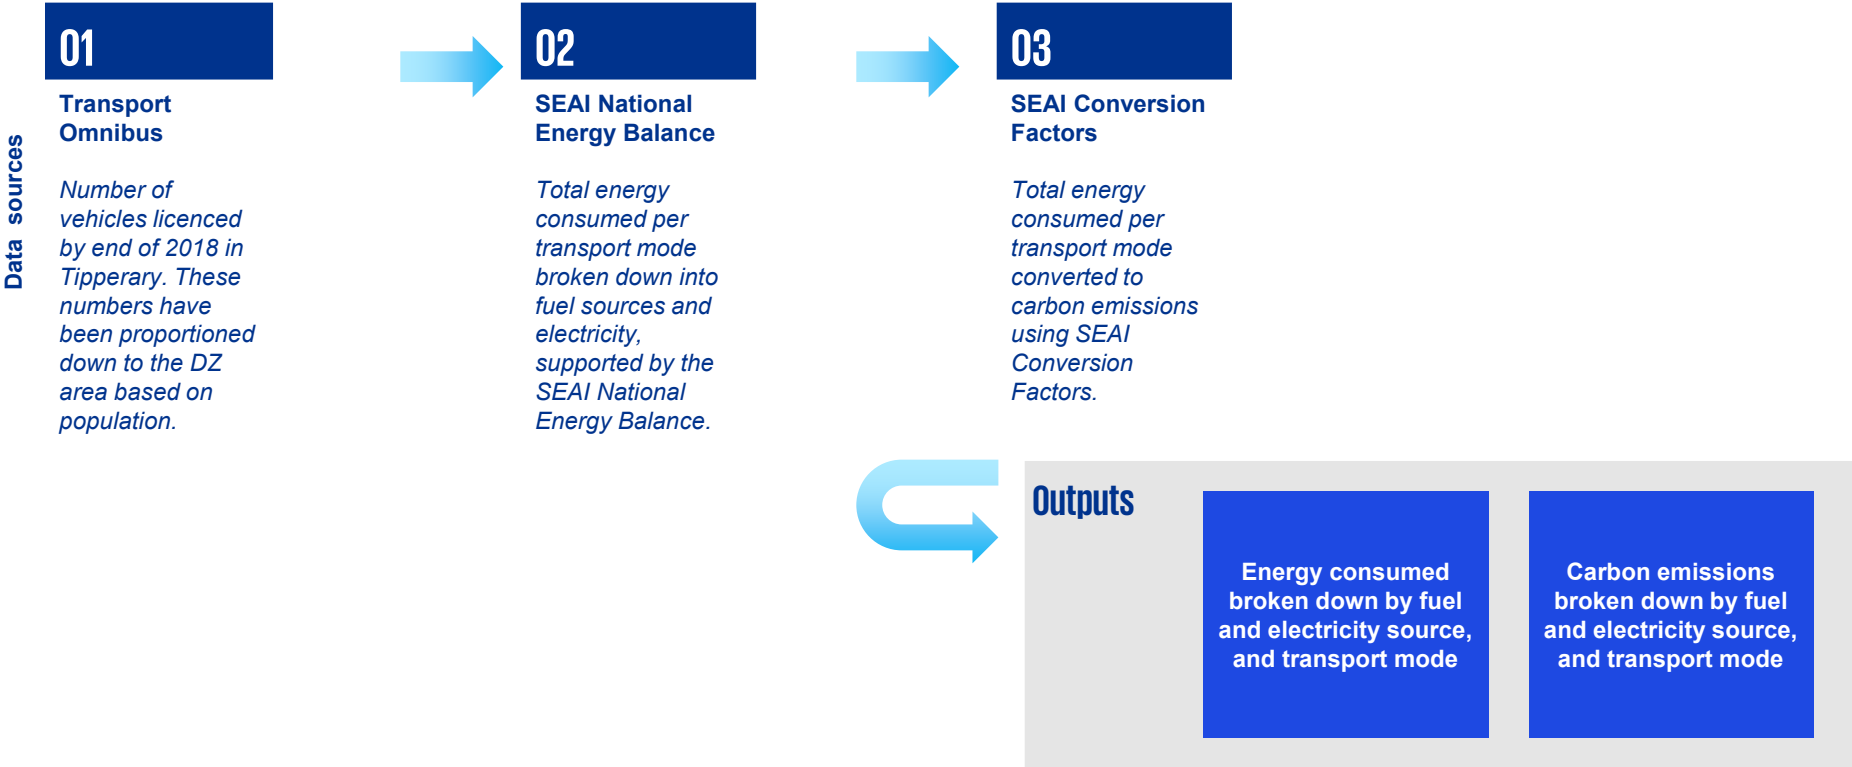 Data sources
01
Transport
Omnibus
Number of
vehicles licenced
by end of 2018 in
Tipperary. These
numbers have
been proportioned
down to the DZ
area based on
population.
02
SEAI National
Energy Balance
Total energy
consumed per
transport mode
broken down into
fuel sources and
electricity,
supported by the
SEAI National
Energy Balance.
03
SEAI Conversion
Factors
Total energy
consumed per
transport mode
converted to
carbon emissions
using SEAI
Conversion
Factors.
Outputs
Energy consumed
broken down by fuel
and electricity source,
and transport mode
Carbon emissions
broken down by fuel
and electricity source,
and transport mode